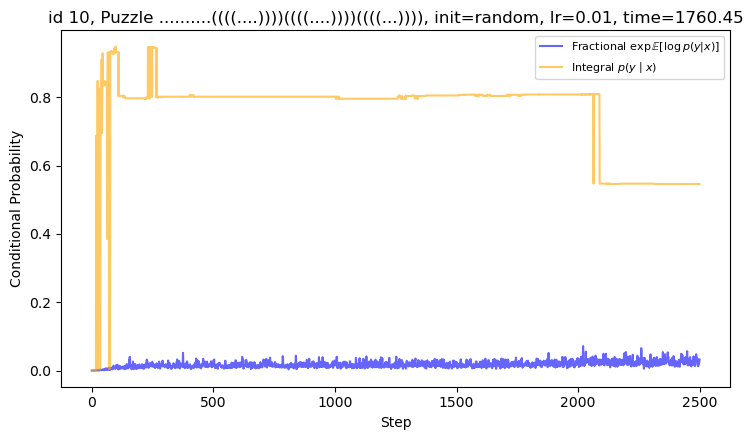 id 10, Puzzle ..........((((....))))((((....))))((((...)))), init=random, lr=0.01, time=1760.45
Fractional exp𝔼[log p(y|x)]
Integral p(y | x)
Conditional Probability
0.8
0.6
0.4
0.2
0.0
0
500
1000
1500
2000
2500
Step